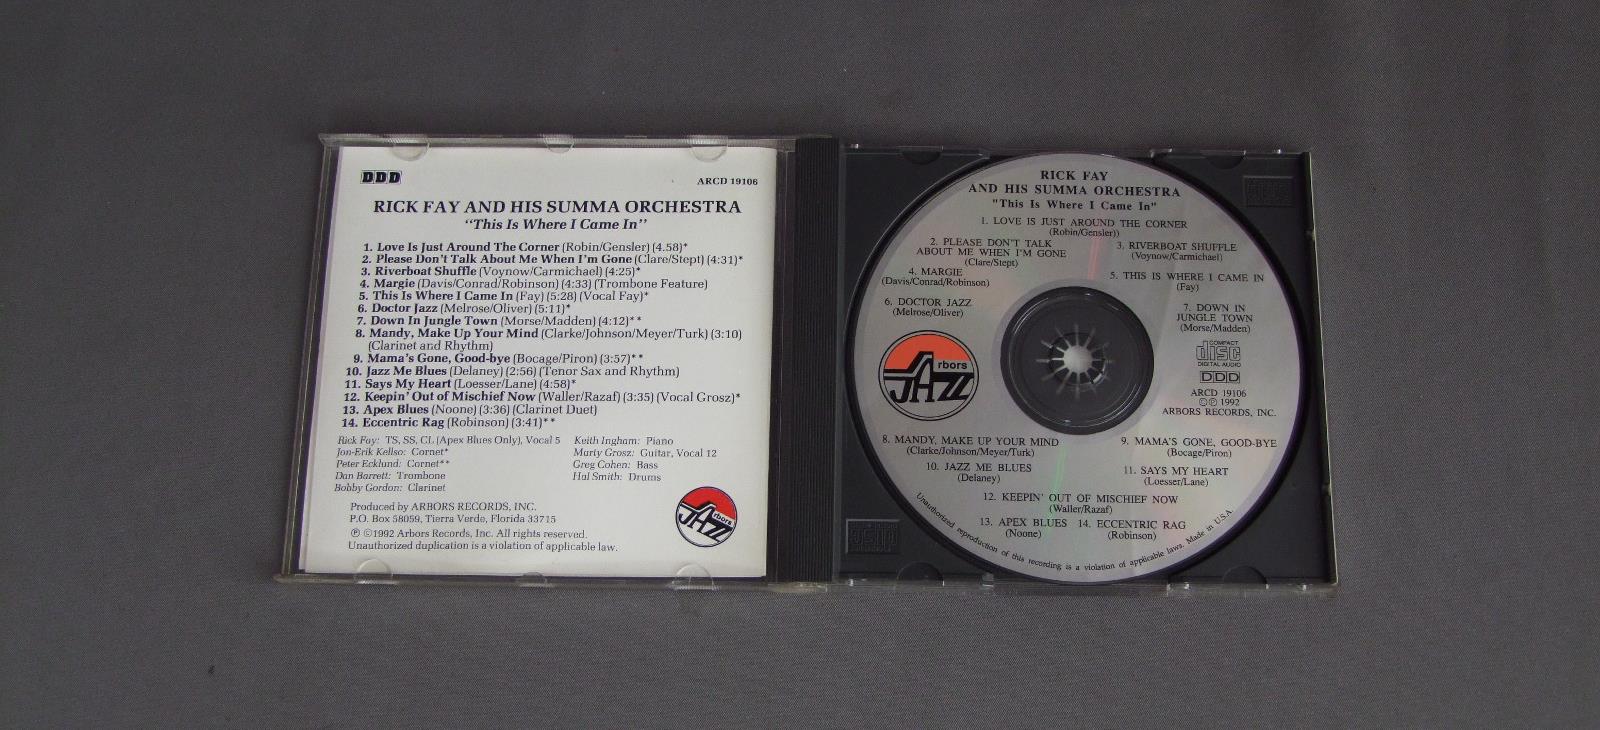 DDD
ARCD 19106
RICK FAY AND HIS SUMMA ORCHESTRA
“This Is Where I Came In”
1. Love Is Just Around The Corner (Robin/Gensler) (4.58)*
2. Please Don’t Talk About Me When I’m Gone (Clare/Stept) (4:31)*
3. Riverboat Shuffle (Voynow/Carmichael) (4:25)*
4. Margie (Davis/Conrad/Robinson) (4:33) (Trombone Feature)
5. This Is Where I Came In (Fay) (5:28) (Vocal Fay)*
6. Doctor Jazz (Melrose/Oliver) (5:11)*
7. Down In Jungle Town (Morse/Madden) (4:12)**
8. Mandy, Make Up Your Mind (Clarke/Johnson/Meyer/Turk) (3:10)
(Clarinet and Rhythm)
9. Mama’s Gone, Good-bye (Bocage/Piron) (3:57)**
10. Jazz Me Blues (Delaney) (2:56) (Tenor Sax and Rhythm)
11. Says My Heart (Loesser/Lane) (4:58)*
12. Keepin’ Out of Mischief Now (Waller/Razaf) (3:35) (Vocal Grosz)*
13. Apex Blues (Noone) (3:36) (Clarinet Duet)
14. Eccentric Rag (Robinson) (3:41)**
Rick Fay: TS, SS, CL (Apex Blues Only), Vocal 5
Jon-Erik Kellso: Cornet*
Peter Ecklund: Cornet**
Dan Barrett: Trombone
Bobby Gordon: Clarinet
Keith Ingham: Piano
Marty Grosz: Guitar, Vocal 12
Greg Cohen: Bass
Hal Smith: Drums
Produced by ARBORS RECORDS, INC.
P.O. Box 58059, Tierra Verde, Florida 33715
℗ ©1992 Arbors Records, Inc. All rights reserved.
Unauthorized duplication is a violation of applicable law.
Arbors
JAZZ
RICK FAY
AND HIS SUMMA ORCHESTRA
"This Is Where I Came In"
1. LOVE IS JUST AROUND THE CORNER
(Robin/Gensler))
2. PLEASE DON'T TALK
ABOUT ME WHEN I'M GONE
(Clare/Stept)
3. RIVERBOAT SHUFFLE
(Voynow/Carmichael)
4. MARGIE
(Davis/Conrad/Robinson)
5. THIS IS WHERE I CAME IN
(Fay)
6. DOCTOR JAZZ
(Melrose/Oliver)
7. DOWN IN
JUNGLE TOWN
(Morse/Madden)
Arbors
JAZZ
COMPACT
disc
DIGITAL AUDIO
DDD
ARCD 19106
©℗ 1992
ARBORS RECORDS, INC.
8. MANDY, MAKE UP YOUR MIND
(Clarke/Johnson/Meyer/Turk)
9. MAMA'S GONE, GOOD-BYE
(Bocage/Piron)
10. JAZZ ME BLUES
(Delaney)
11. SAYS MY HEART
(Loesser/Lane)
12. KEEPIN' OUT OF MISCHIEF NOW
(Waller/Razaf)
13. APEX BLUES
(Noone)
14. ECCENTRIC RAG
(Robinson)
Unauthorized reproduction of this recording is a violation of applicable laws. Made in U.S.A.